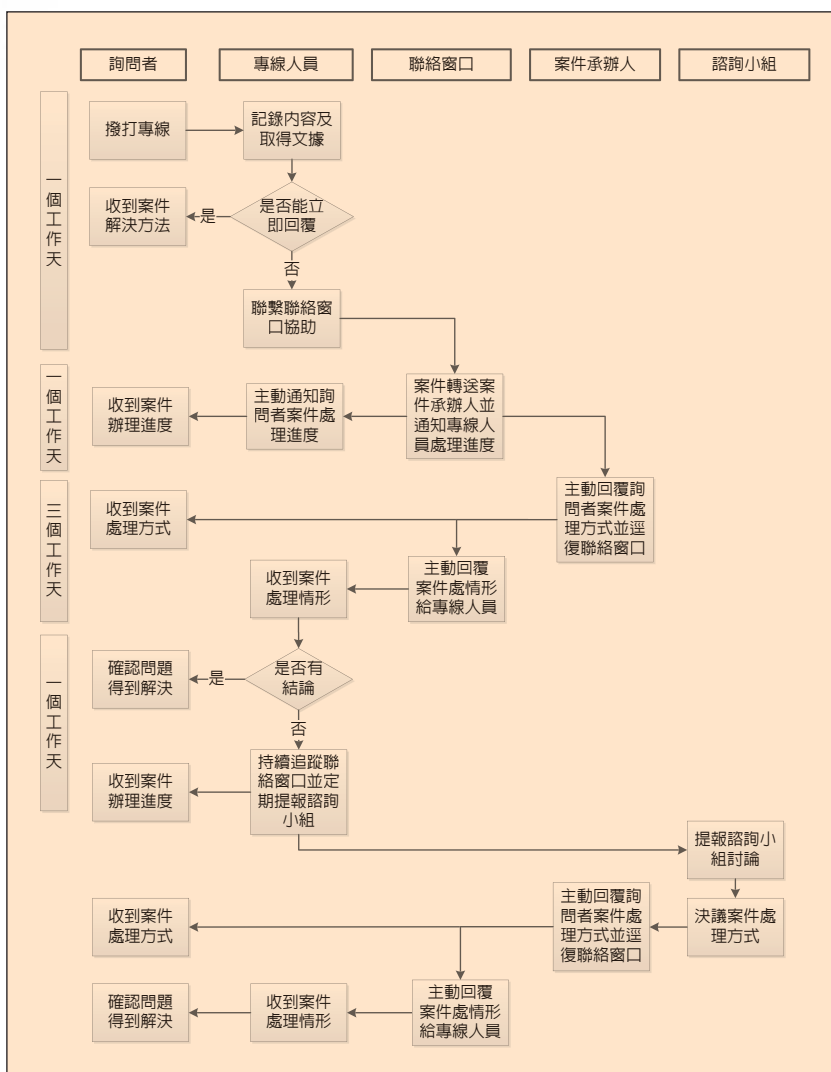 詢問者
專線人員
聯絡窗口
案件承辦人
諮詢小組
一個工作天
撥打專線
記錄內容及
取得文據
收到案件
解決方法
是
是否能立
即回覆
否
聯繫聯絡窗
口協助
一個工作天
收到案件
辦理進度
主動通知詢
問者案件處
理進度
案件轉送案
件承辦人並
通知專線人
員處理進度
三個工作天
收到案件
處理方式
主動回覆詢
問者案件處
理方式並逕
復聯絡窗口
收到案件
處理情形
主動回覆
案件處情形
給專線人員
一個工作天
確認問題
得到解決
是
是否有
結論
否
收到案件
辦理進度
持續追蹤聯
絡窗口並定
期提報諮詢
小組
提報諮詢小
組討論
收到案件
處理方式
主動回覆詢
問者案件處
理方式並逕
復聯絡窗口
決議案件處
理方式
確認問題
得到解決
收到案件
處理情形
主動回覆
案件處情形
給專線人員